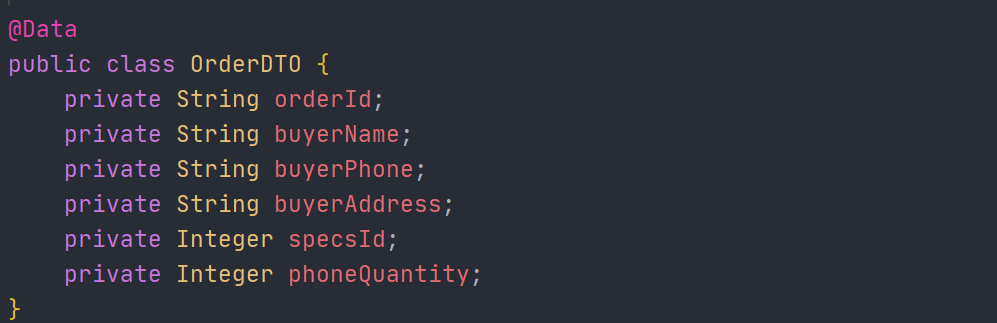 @Data
public class OrderDTO {
    private String orderId;
    private String buyerName;
    private String buyerPhone;
    private String buyerAddress;
    private Integer specsId;
    private Integer phoneQuantity;
}